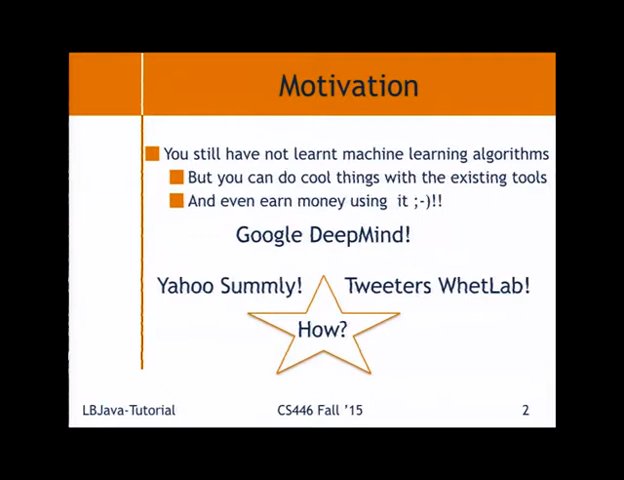 Motivation
You still have not learnt machine learning algorithms
But you can do cool things with the existing tools
And even earn money using it ;-)!!
Google DeepMind!
Yahoo Summly! Tweeters WhetLab!
How?
LBJava-Tutorial CS446 Fall '15 2